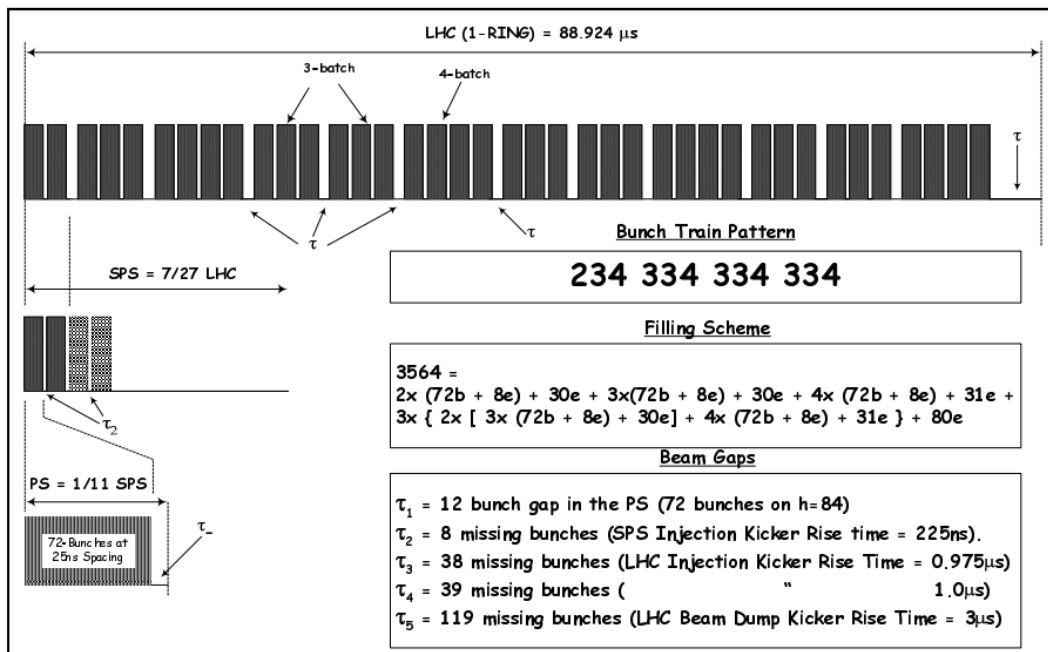 LHC (1-RING) = 88.924 μs
3-batch
4-batch
τ
τ
τ
SPS = 7/27 LHC
τ₂
PS = 1/11 SPS
72-Bunches at
25ns Spacing
τ_
Bunch Train Pattern
234 334 334 334
Filling Scheme
3564 =
2x (72b + 8e) + 30e + 3x(72b + 8e) + 30e + 4x (72b + 8e) + 31e +
3x { 2x [ 3x (72b + 8e) + 30e] + 4x (72b + 8e) + 31e } + 80e
Beam Gaps
τ₁ = 12 bunch gap in the PS (72 bunches on h=84)
τ₂ = 8 missing bunches (SPS Injection Kicker Rise time = 225ns).
τ₃ = 38 missing bunches (LHC Injection Kicker Rise Time = 0.975μs)
τ₄ = 39 missing bunches ( " 1.0μs)
τ₅ = 119 missing bunches (LHC Beam Dump Kicker Rise Time = 3μs)